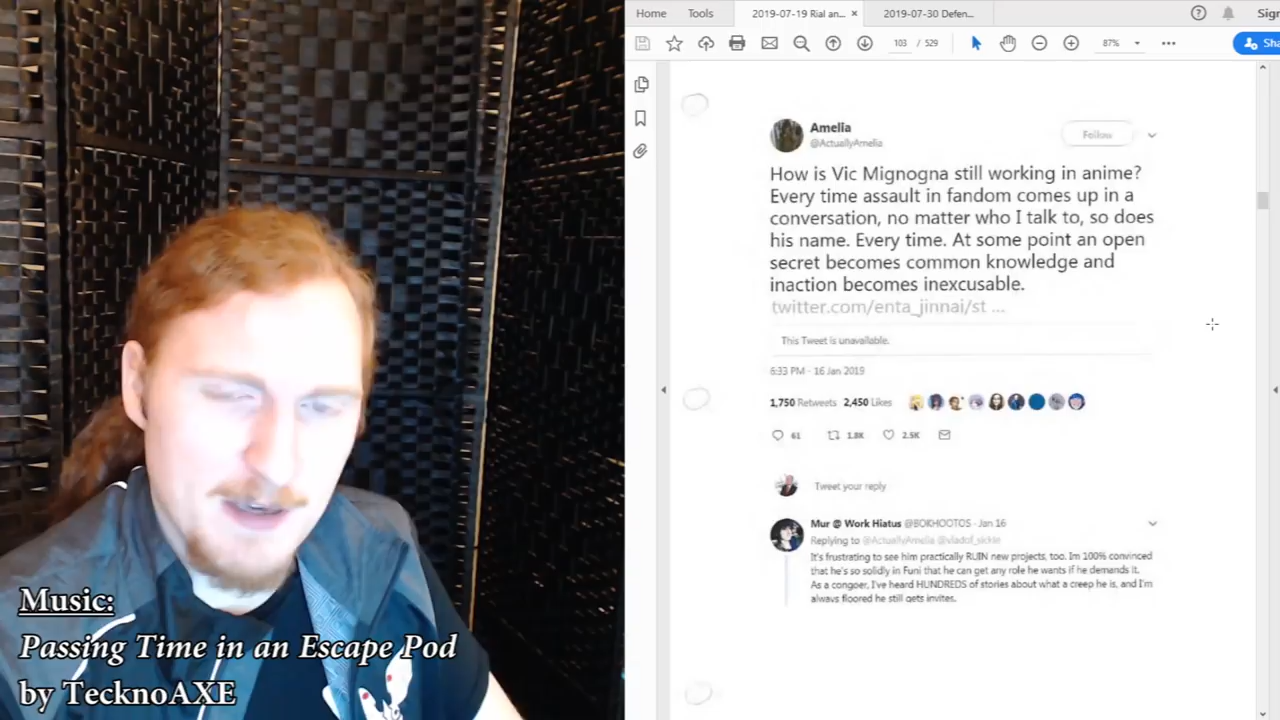 Home Tools 2019-07-19 Rial an... × 2019-07-30 Defen...
103 / 529 87%
Amelia
@ActuallyAmelia
Follow
How is Vic Mignogna still working in anime?
Every time assault in fandom comes up in a
conversation, no matter who I talk to, so does
his name. Every time. At some point an open
secret becomes common knowledge and
inaction becomes inexcusable.
twitter.com/enta_jinnai/st ...
This Tweet is unavailable.
6:33 PM - 16 Jan 2019
1,750 Retweets 2,450 Likes
61 1.8K 2.5K
Tweet your reply
Mur @ Work Hiatus @BOKHOOTOS · Jan 16
Replying to @ActuallyAmelia @vladof_sickle
It's frustrating to see him practically RUIN new projects, too. Im 100% convinced
that he's so solidly in Funi that he can get any role he wants if he demands it.
As a congoer, I've heard HUNDREDS of stories about what a creep he is, and I'm
always floored he still gets invites.
Music:
Passing Time in an Escape Pod
by TecknoAXE